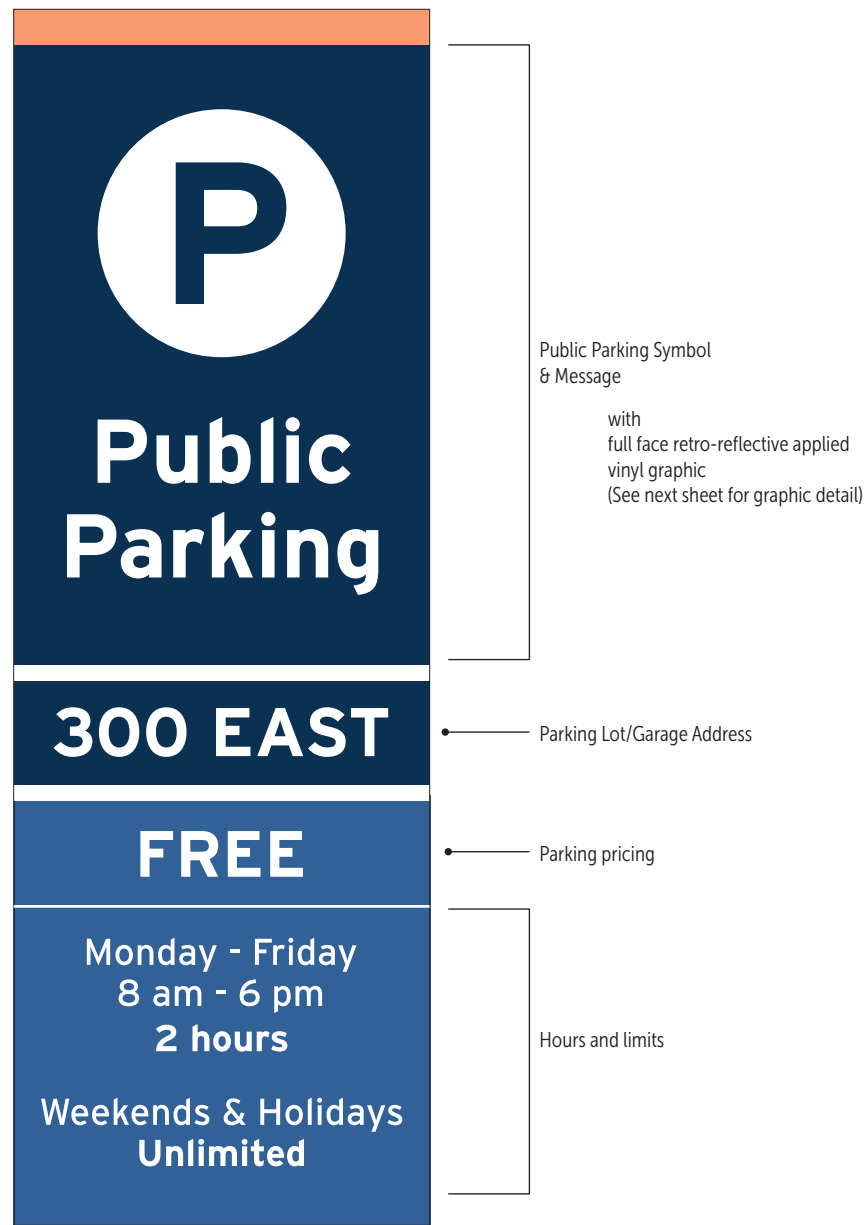 P
Public
Parking
300 EAST
FREE
Monday - Friday
8 am - 6 pm
2 hours
Weekends & Holidays
Unlimited
Public Parking Symbol
& Message
with
full face retro-reflective applied
vinyl graphic
(See next sheet for graphic detail)
Parking Lot/Garage Address
Parking pricing
Hours and limits